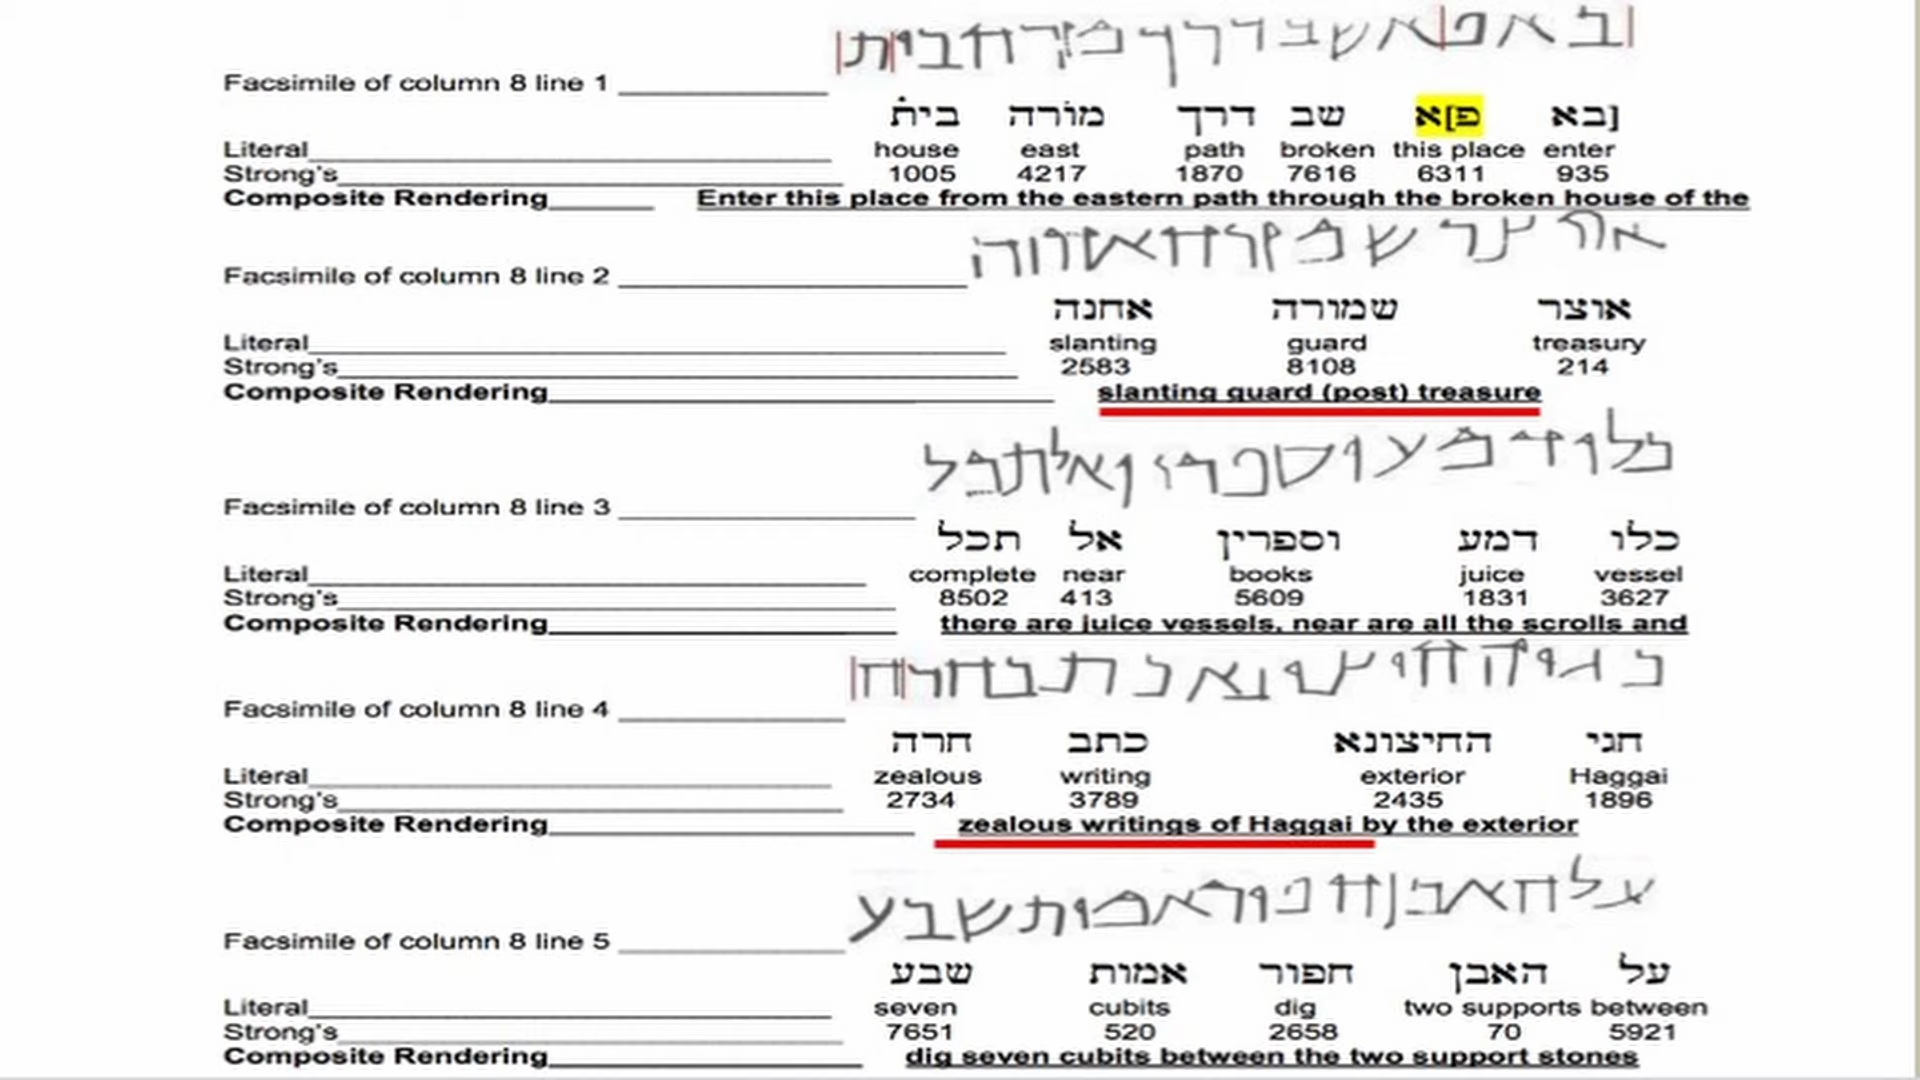 Facsimile of column 8 line 1
[בא פ]א שב דרך מורה בית
house east path broken this place enter
Literal
1005 4217 1870 7616 6311 935
Strong's
Composite Rendering Enter this place from the eastern path through the broken house of the
Facsimile of column 8 line 2
אוצר שמורה אחנה
Literal slanting guard treasury
Strong's 2583 8108 214
Composite Rendering slanting guard (post) treasure
Facsimile of column 8 line 3
כלו דמע וספרין אל תכל
Literal complete near books juice vessel
Strong's 8502 413 5609 1831 3627
Composite Rendering there are juice vessels, near are all the scrolls and
Facsimile of column 8 line 4
חגי החיצונא כתב חרה
Literal zealous writing exterior Haggai
Strong's 2734 3789 2435 1896
Composite Rendering zealous writings of Haggai by the exterior
Facsimile of column 8 line 5
על האבן חפור אמות שבע
Literal seven cubits dig two supports between
Strong's 7651 520 2658 70 5921
Composite Rendering dig seven cubits between the two support stones